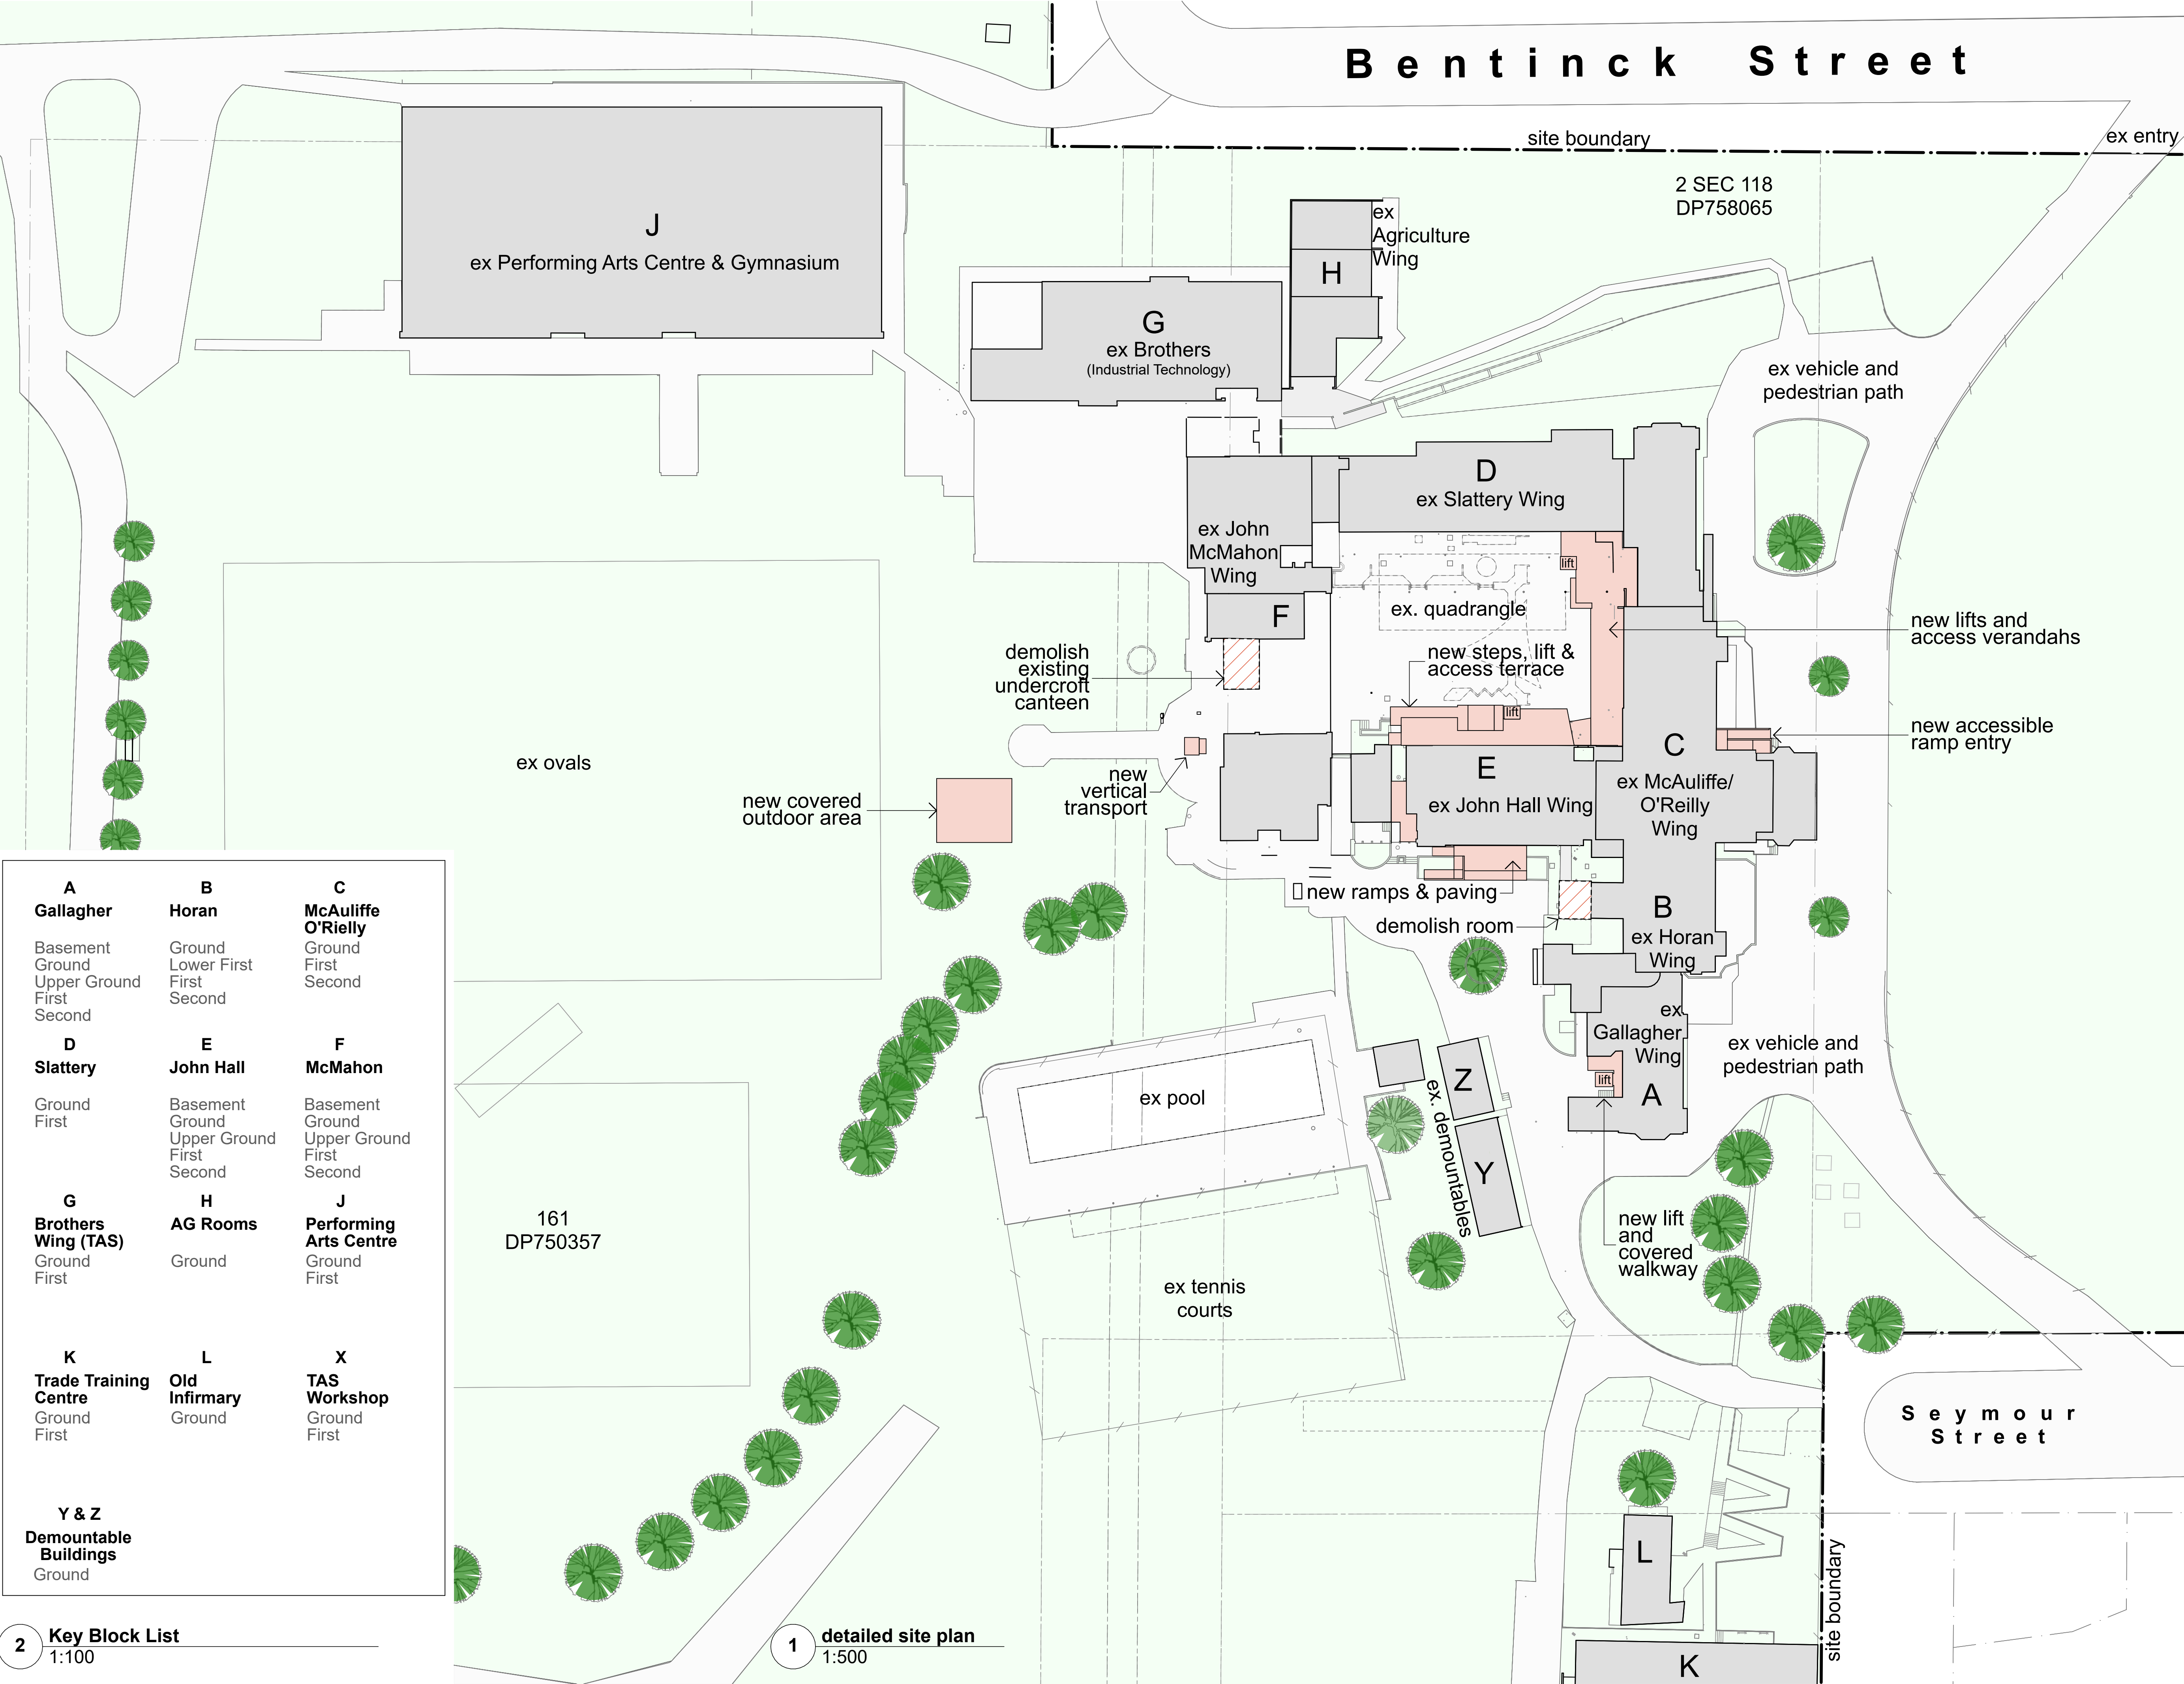 Bentinck Street
site boundary
ex entry
2 SEC 118
DP758065
J
ex Performing Arts Centre & Gymnasium
ex
Agriculture
Wing
H
G
ex Brothers
(Industrial Technology)
ex vehicle and
pedestrian path
D
ex Slattery Wing
ex John
McMahon
Wing
F
lift
ex. quadrangle
new lifts and
access verandahs
new steps, lift &
access terrace
lift
demolish
existing
undercroft
canteen
new accessible
ramp entry
C
ex McAuliffe/
O'Reilly
Wing
E
ex John Hall Wing
ex ovals
new
vertical
transport
new covered
outdoor area
new ramps & paving
demolish room
B
ex Horan
Wing
ex
Gallagher
Wing
lift
A
ex vehicle and
pedestrian path
ex pool
Z
ex. demountables
Y
new lift
and
covered
walkway
161
DP750357
ex tennis
courts
Seymour
Street
L
site boundary
K
A
Gallagher
Basement
Ground
Upper Ground
First
Second
B
Horan
Ground
Lower First
First
Second
C
McAuliffe
O'Rielly
Ground
First
Second
D
Slattery
Ground
First
E
John Hall
Basement
Ground
Upper Ground
First
Second
F
McMahon
Basement
Ground
Upper Ground
First
Second
G
Brothers
Wing (TAS)
Ground
First
H
AG Rooms
Ground
J
Performing
Arts Centre
Ground
First
K
Trade Training
Centre
Ground
First
L
Old
Infirmary
Ground
X
TAS
Workshop
Ground
First
Y & Z
Demountable
Buildings
Ground
2
Key Block List
1:100
1
detailed site plan
1:500